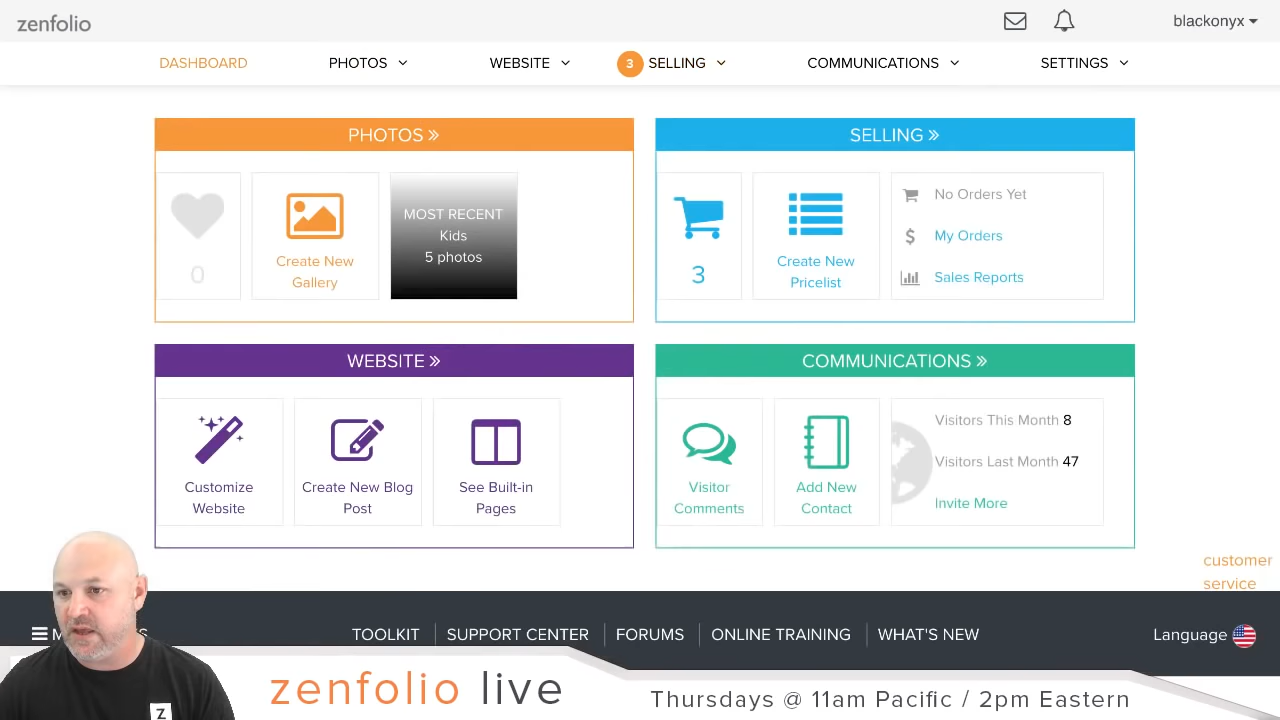 zenfolio
blackonyx
DASHBOARD
PHOTOS
WEBSITE
3
SELLING
COMMUNICATIONS
SETTINGS
PHOTOS »
0
Create New
Gallery
MOST RECENT
Kids
5 photos
SELLING »
3
Create New
Pricelist
No Orders Yet
$
My Orders
Sales Reports
WEBSITE »
Customize
Website
Create New Blog
Post
See Built-in
Pages
COMMUNICATIONS »
Visitor
Comments
Add New
Contact
Visitors This Month 8
Visitors Last Month 47
Invite More
customer
service
TOOLKIT
SUPPORT CENTER
FORUMS
ONLINE TRAINING
WHAT'S NEW
Language
zenfolio live
Thursdays @ 11am Pacific / 2pm Eastern
Z